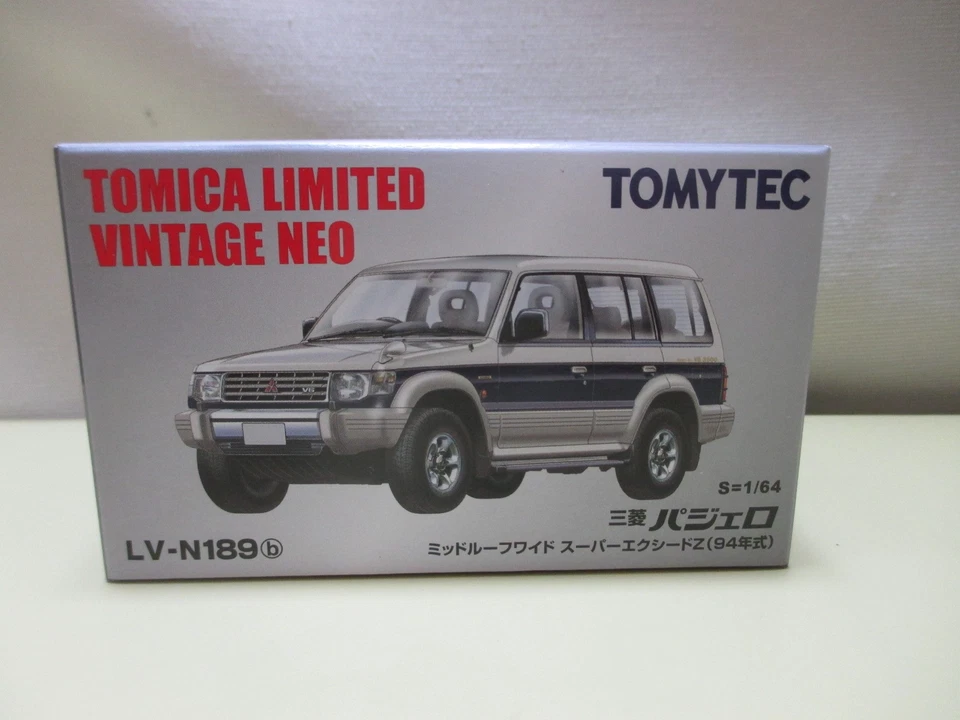 TOMICA LIMITED
VINTAGE NEO
TOMYTEC
V6
S=1/64
三菱 パジェロ
LV-N189ⓑ
ミッドルーフワイド スーパーエクシードZ(94年式)